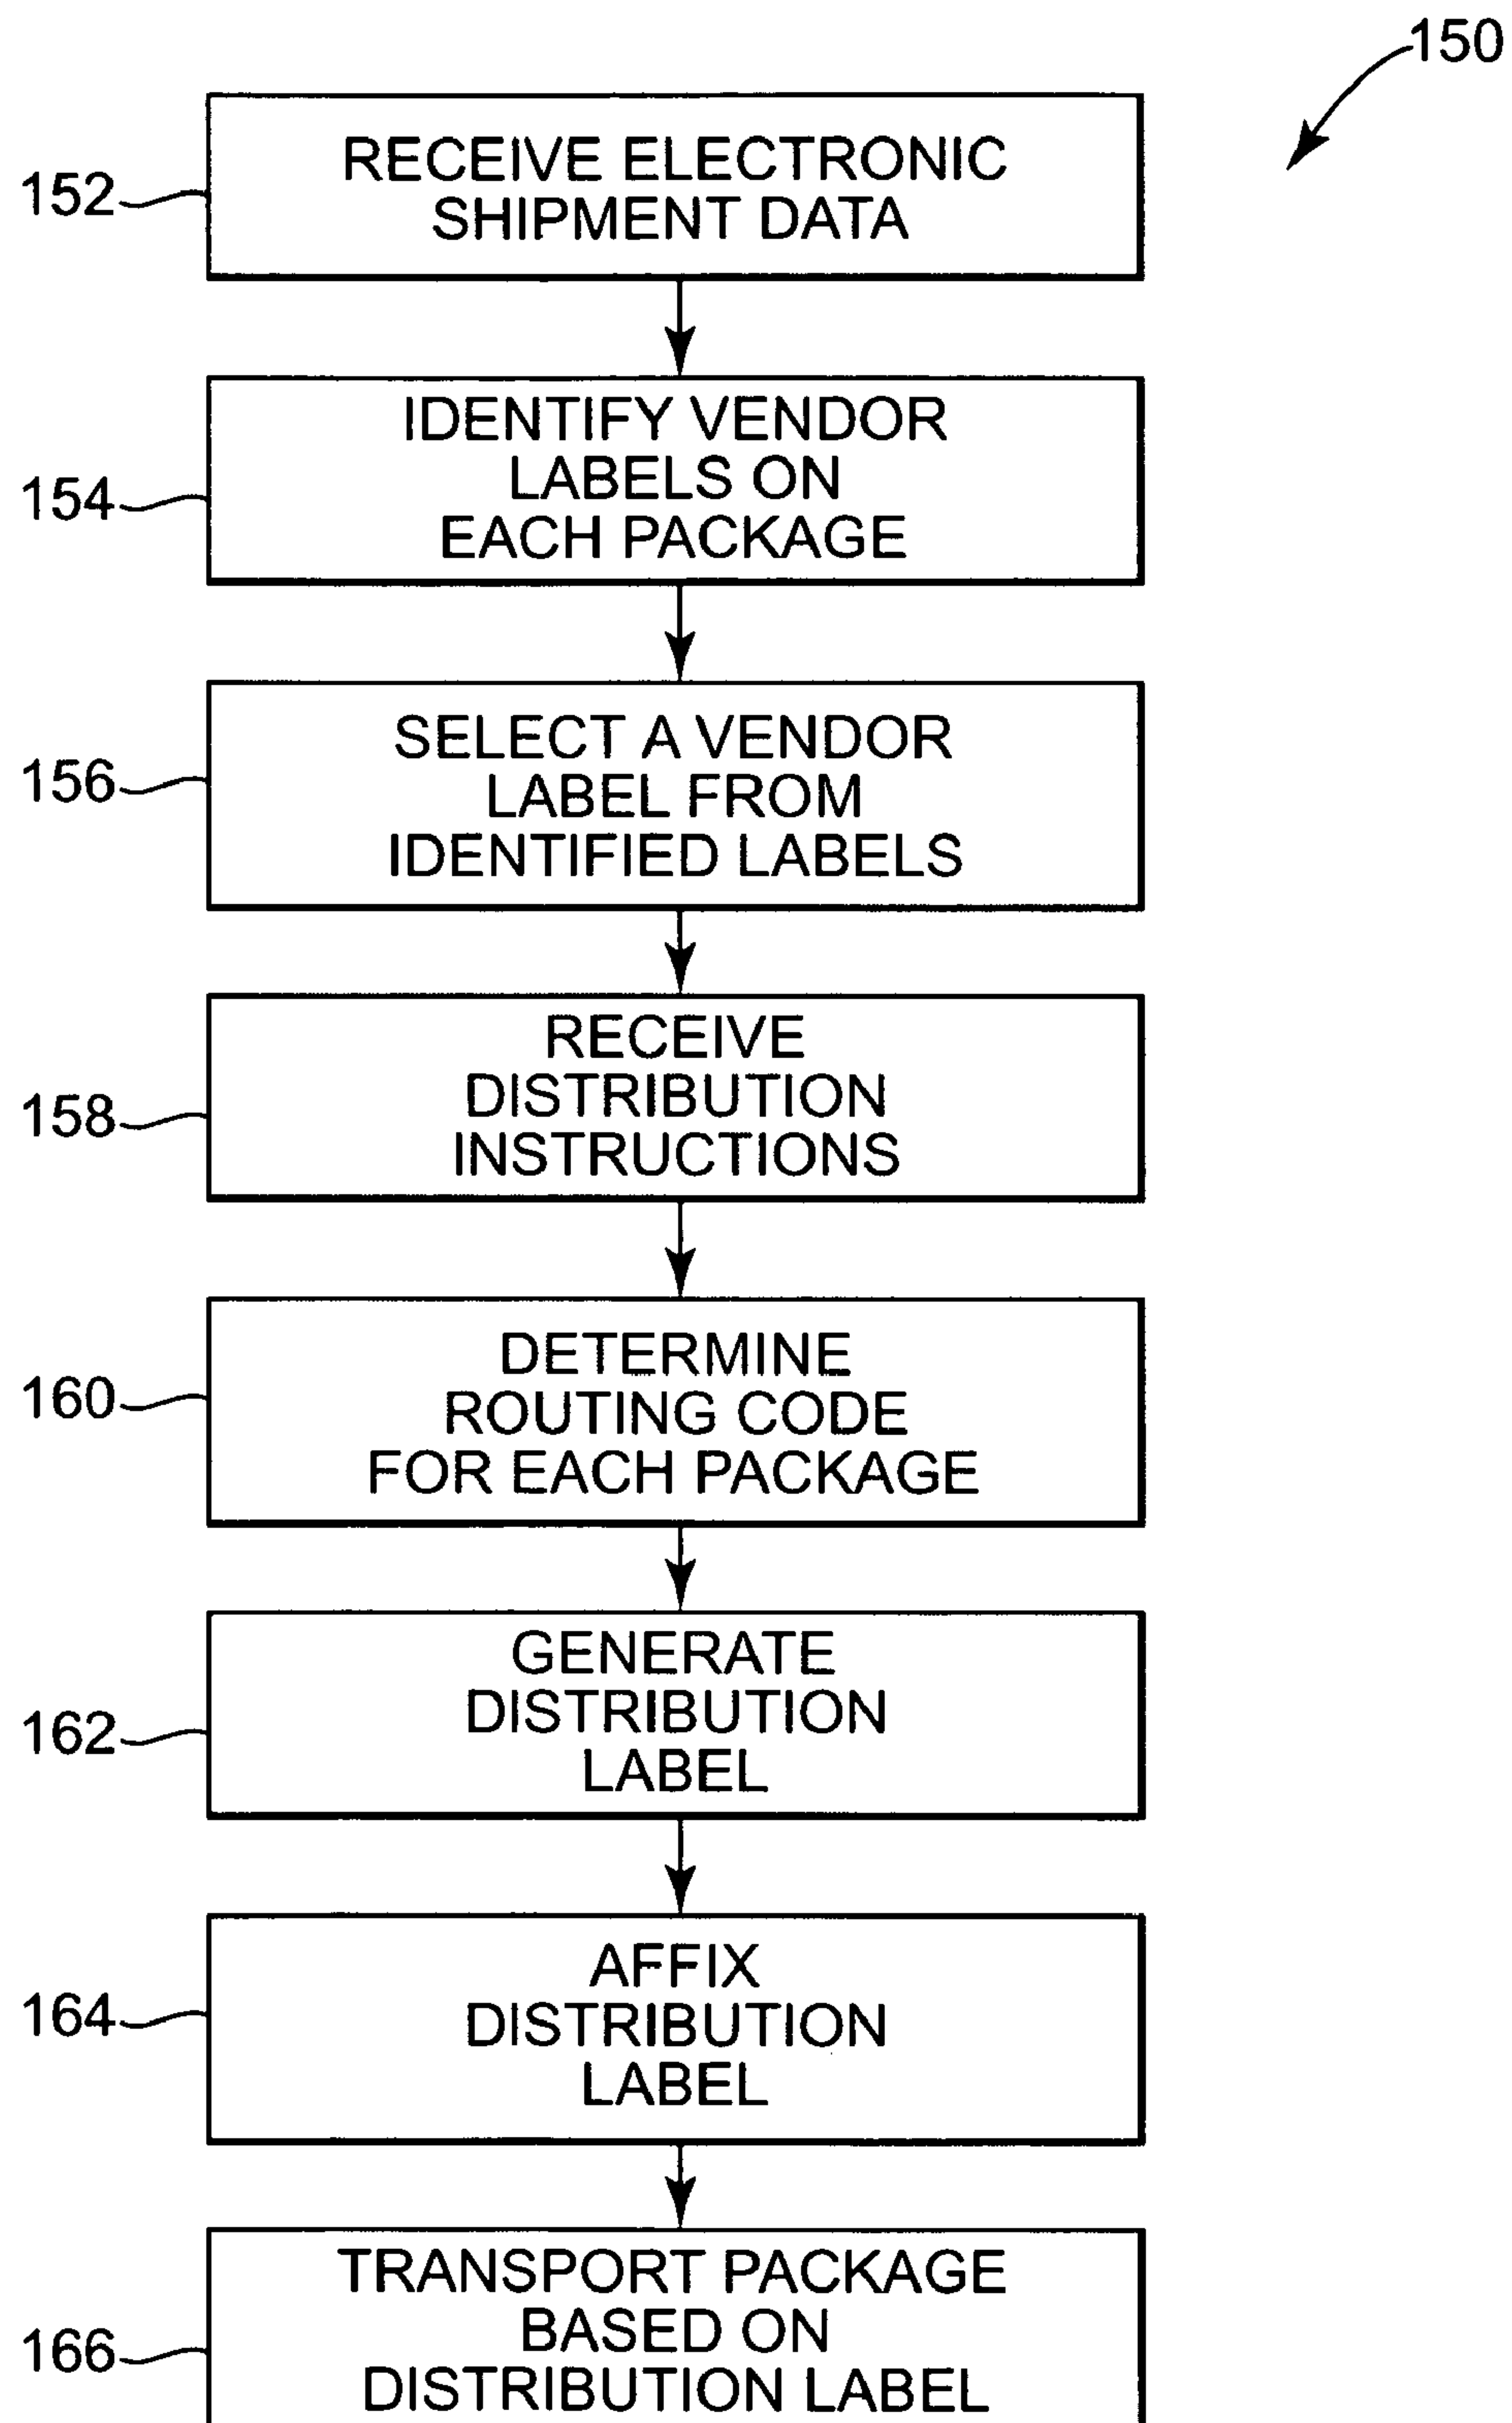 150
152
RECEIVE ELECTRONIC
SHIPMENT DATA
154
IDENTIFY VENDOR
LABELS ON
EACH PACKAGE
156
SELECT A VENDOR
LABEL FROM
IDENTIFIED LABELS
158
RECEIVE
DISTRIBUTION
INSTRUCTIONS
160
DETERMINE
ROUTING CODE
FOR EACH PACKAGE
162
GENERATE
DISTRIBUTION
LABEL
164
AFFIX
DISTRIBUTION
LABEL
166
TRANSPORT PACKAGE
BASED ON
DISTRIBUTION LABEL